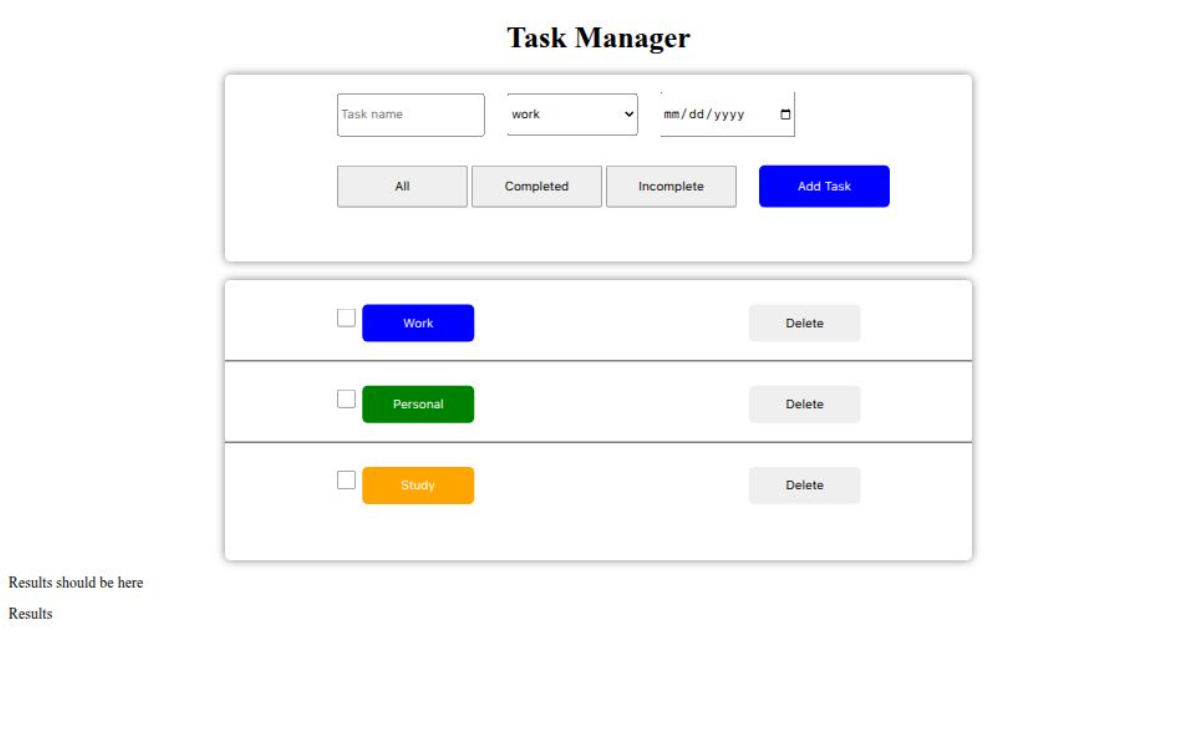 Task Manager
Task name work mm/dd/yyyy
All Completed Incomplete Add Task
Work Delete
Personal Delete
Study Delete
Results should be here
Results